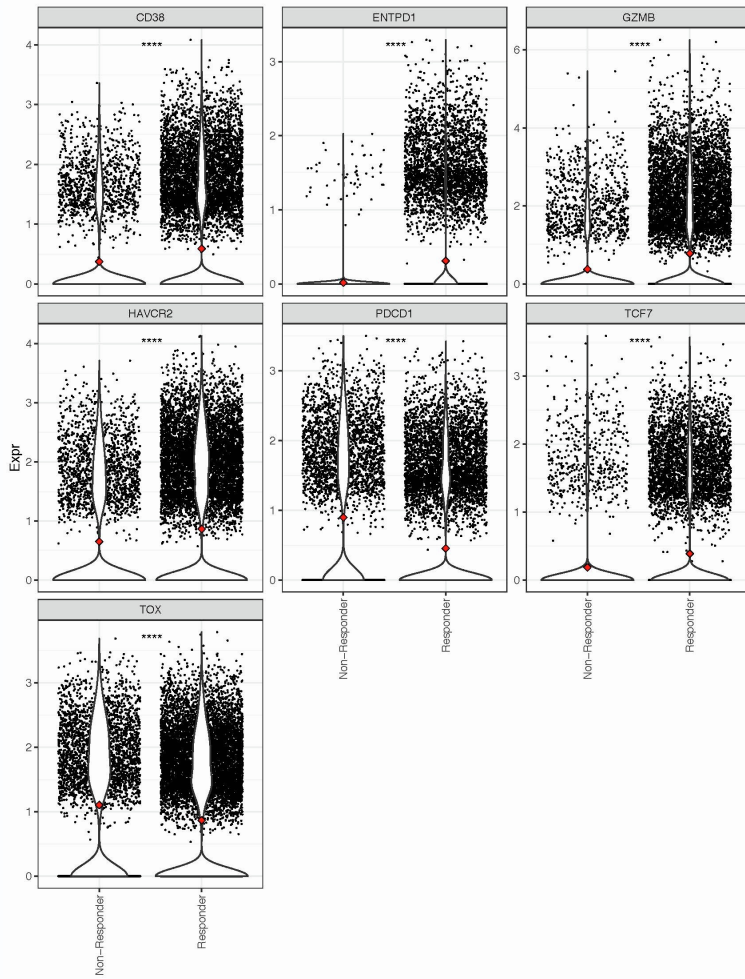 CD38
ENTPD1
GZMB
****
****
****
4
3
2
1
0
3
2
1
0
6
4
2
0
HAVCR2
PDCD1
TCF7
****
****
****
4
3
2
1
0
3
2
1
0
3
2
1
0
Expr
TOX
****
3
2
1
0
Non−Responder
Responder
Non−Responder
Responder
Non−Responder
Responder